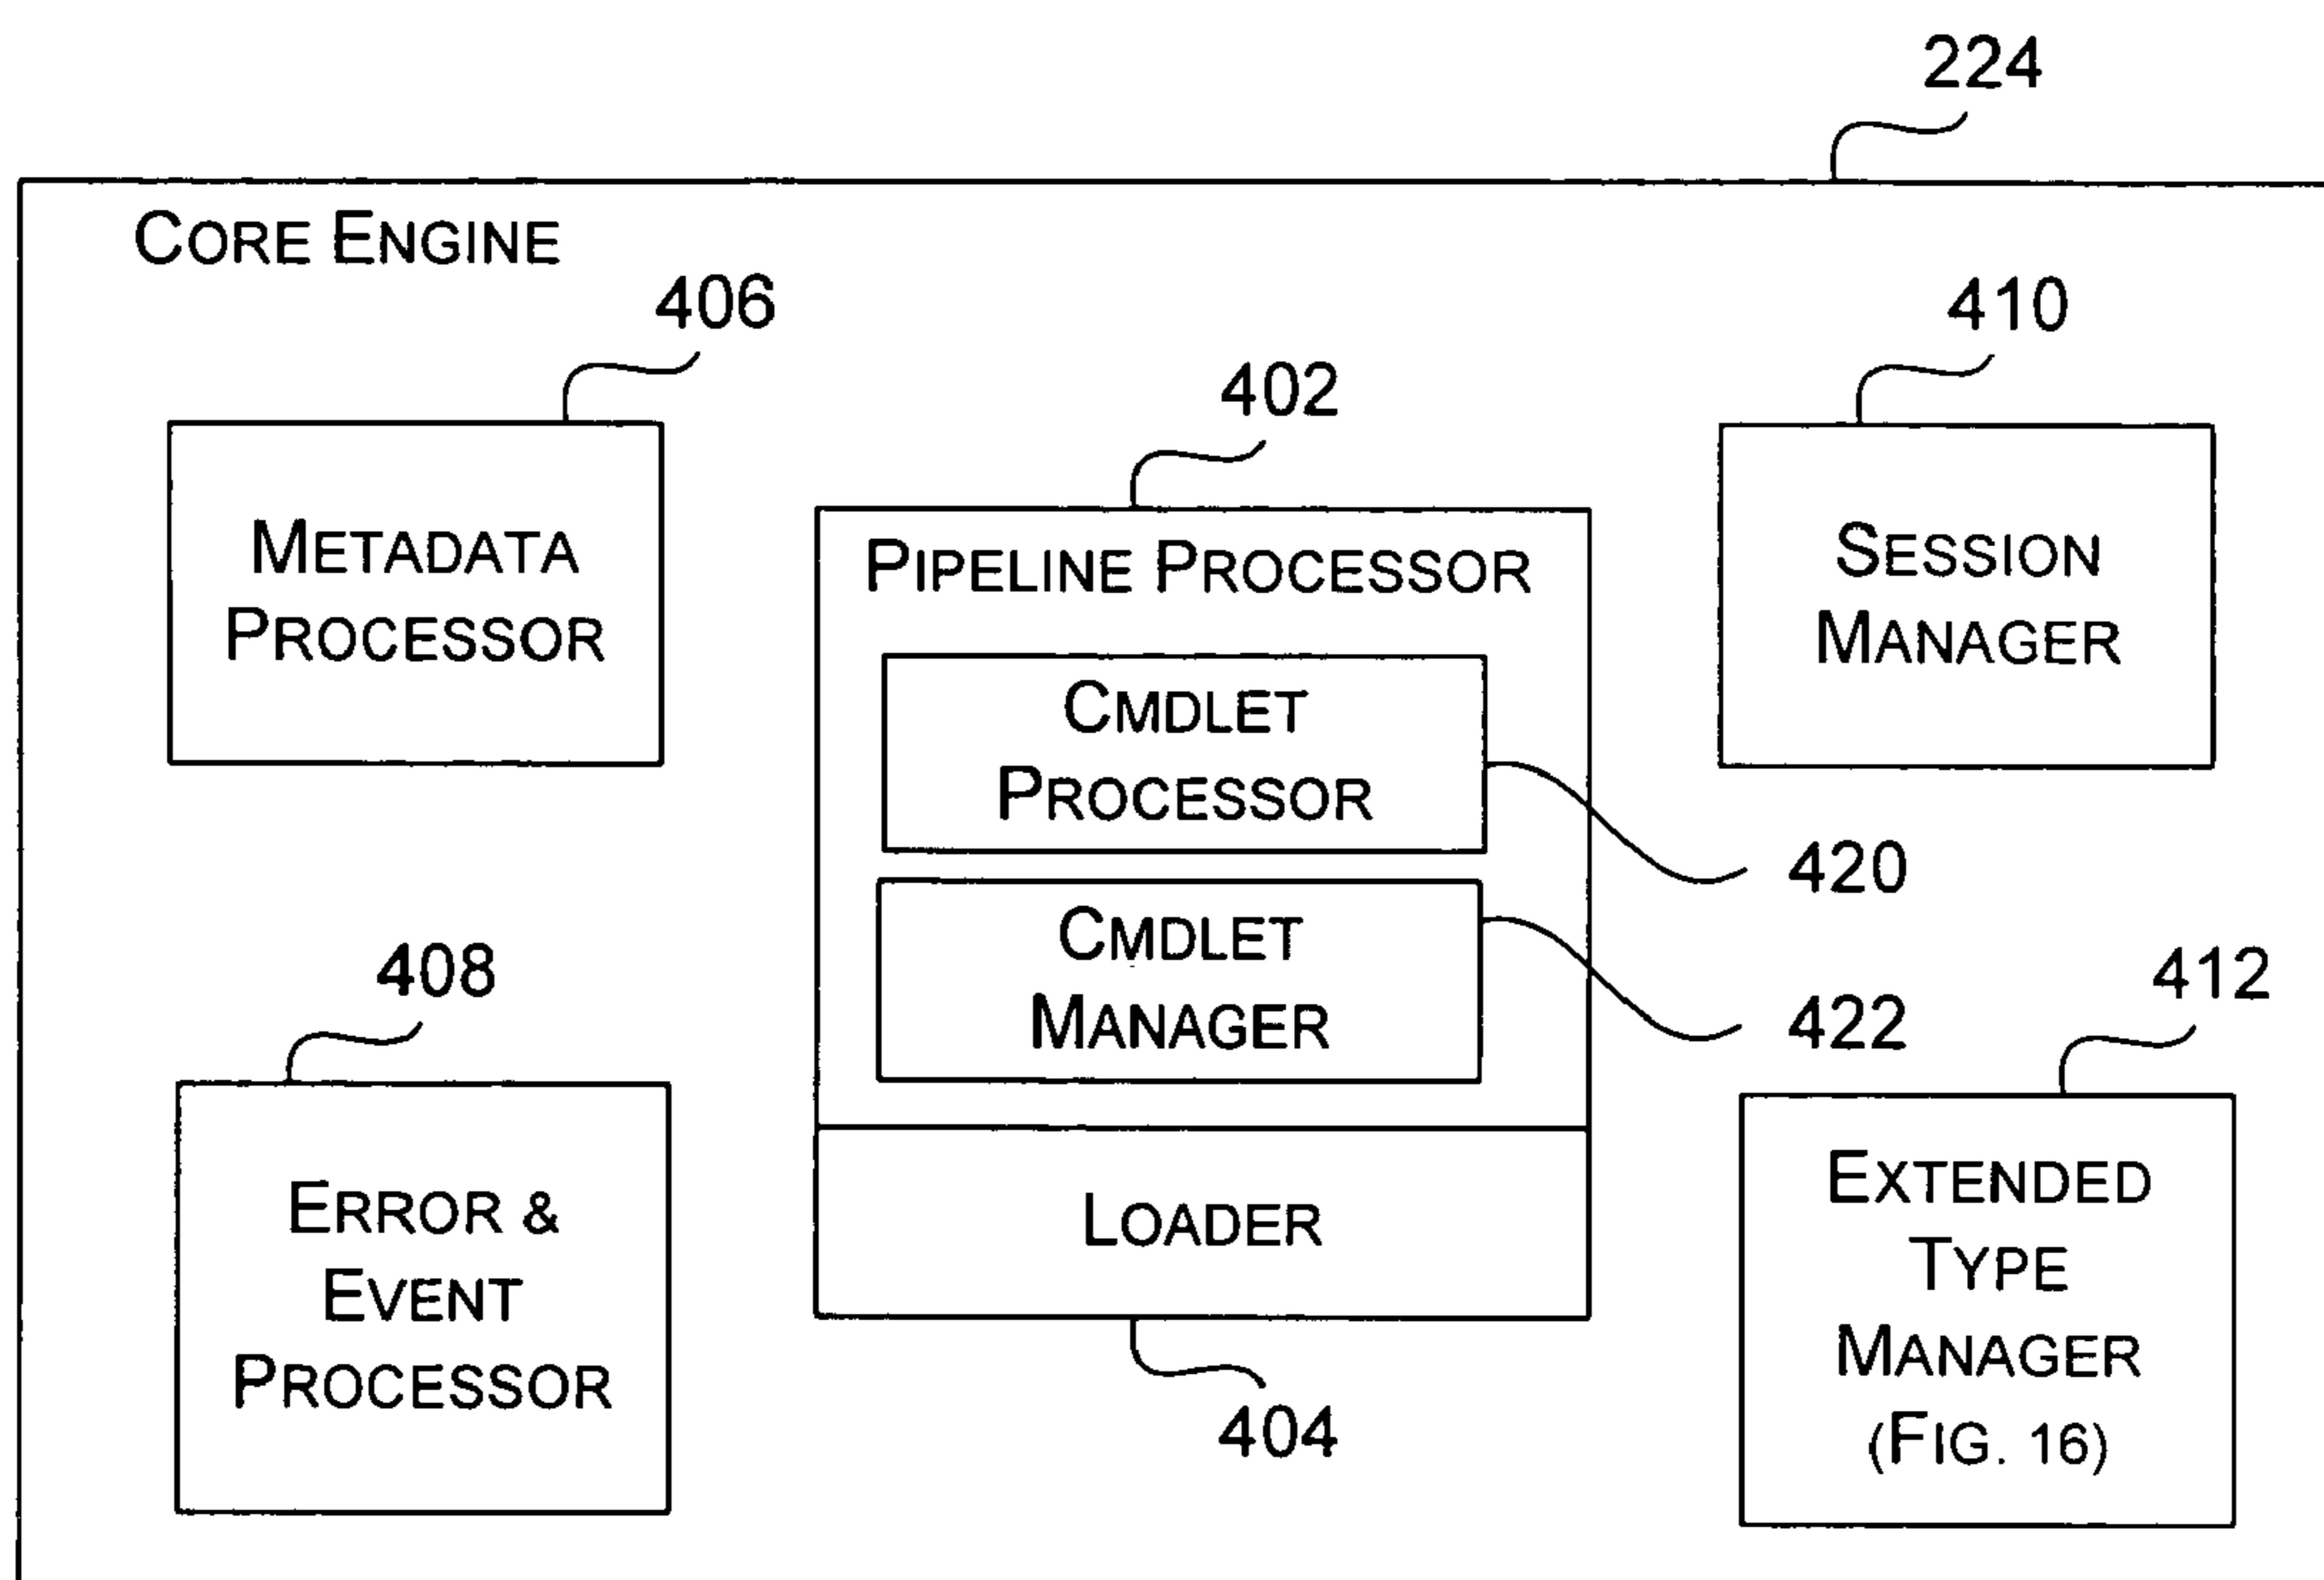 224
CORE ENGINE
406
410
402
METADATA
PROCESSOR
PIPELINE PROCESSOR
SESSION
MANAGER
CMDLET
PROCESSOR
420
CMDLET
MANAGER
422
408
412
ERROR &
EVENT
PROCESSOR
LOADER
404
EXTENDED
TYPE
MANAGER
(FIG. 16)